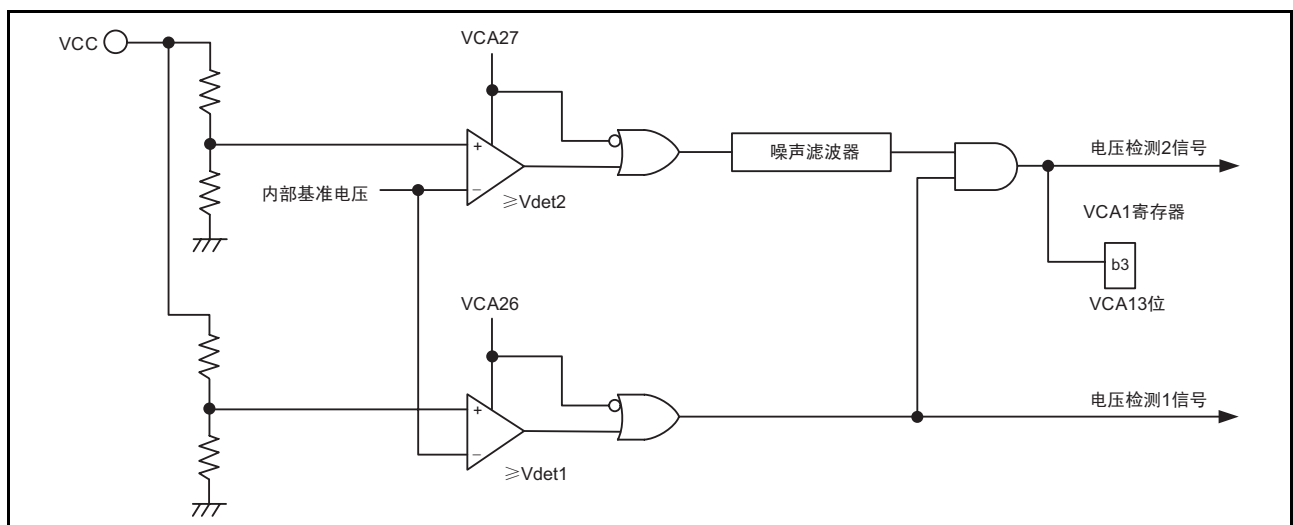 VCC
VCA27
+
−
内部基准电压
≥Vdet2
噪声滤波器
电压检测2信号
VCA1寄存器
b3
VCA13位
VCA26
+
−
≥Vdet1
电压检测1信号